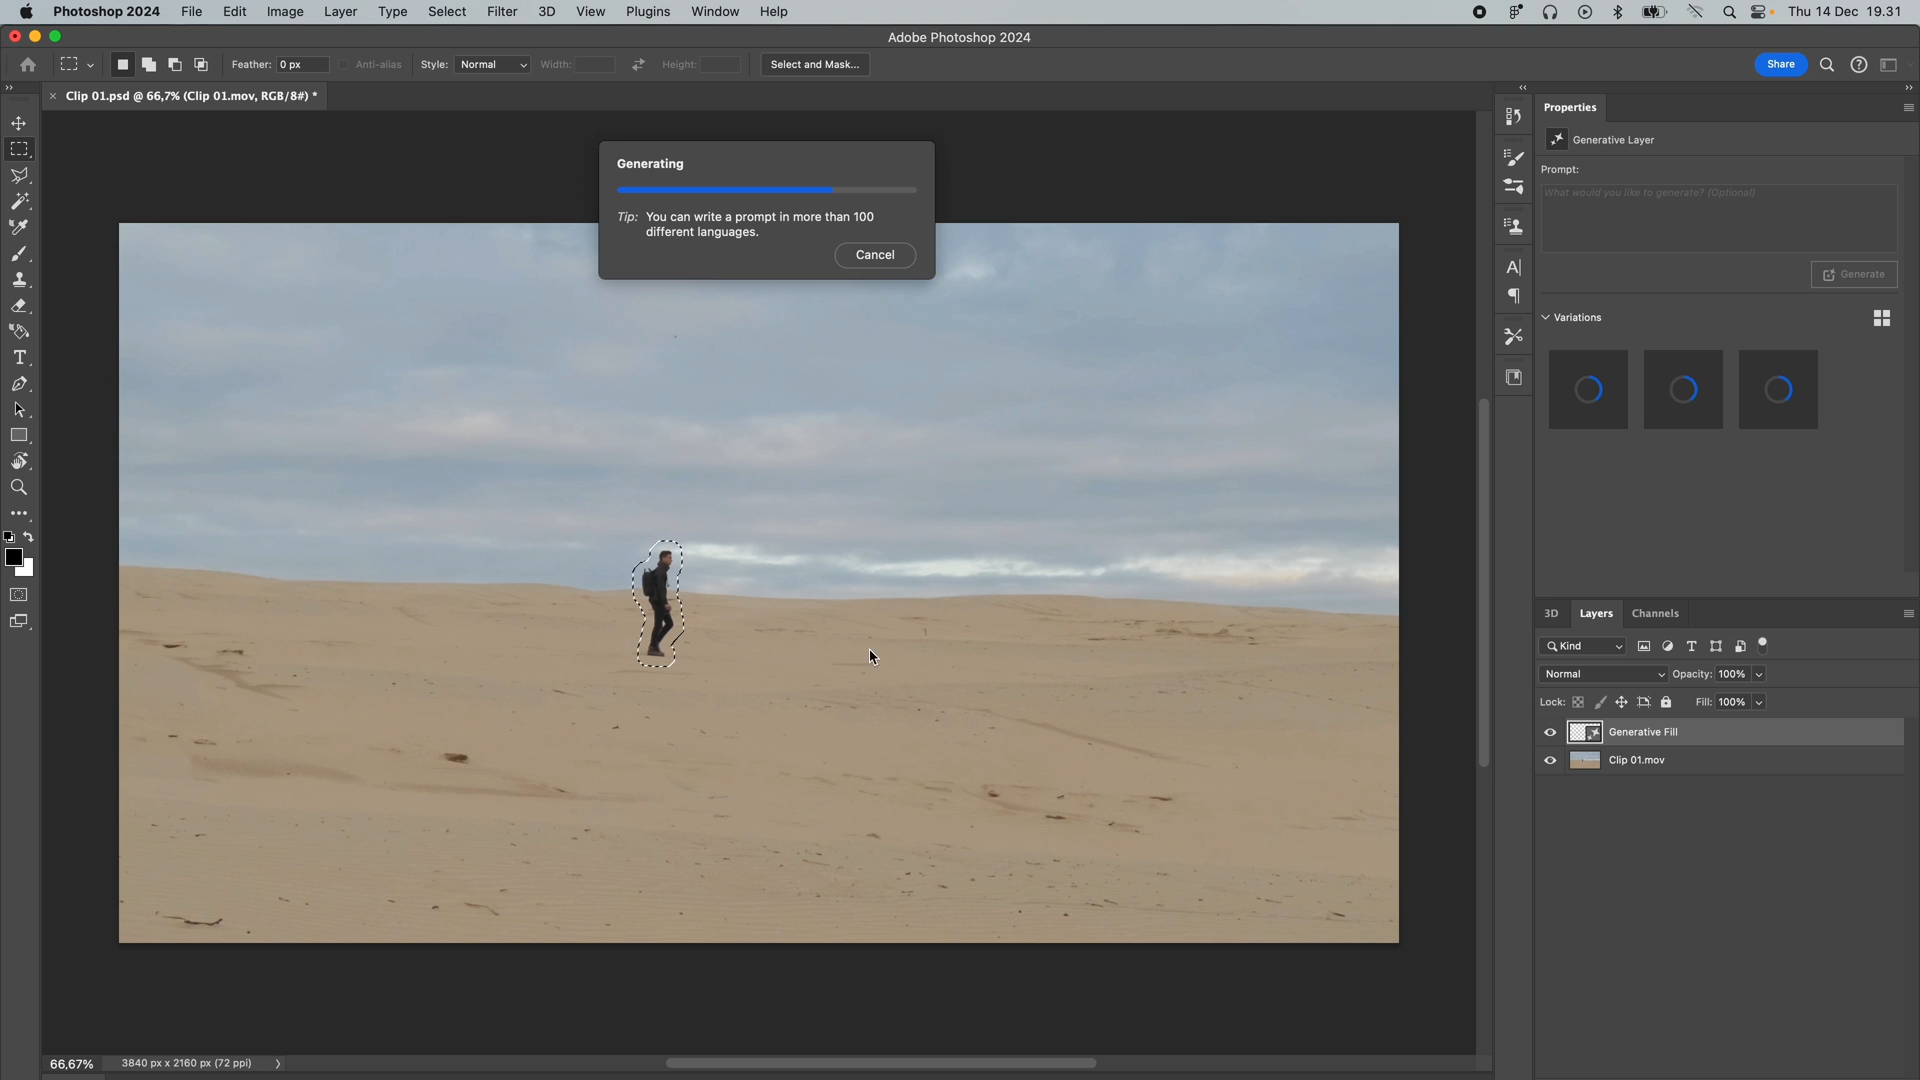 Photoshop 2024 File Edit Image Layer Type Select Filter 3D View Plugins Window Help Thu 14 Dec 19.31
Adobe Photoshop 2024
Feather: 0 px Anti-alias Style: Normal Width: Height: Select and Mask... Share
Clip 01.psd @ 66,7% (Clip 01.mov, RGB/8#) *
Properties
Generative Layer
Prompt:
What would you like to generate? (Optional)
Generate
Variations
Generating
Tip: You can write a prompt in more than 100
different languages.
Cancel
3D Layers Channels
Kind
Normal Opacity: 100%
Lock: Fill: 100%
Generative Fill
Clip 01.mov
66,67% 3840 px x 2160 px (72 ppi)